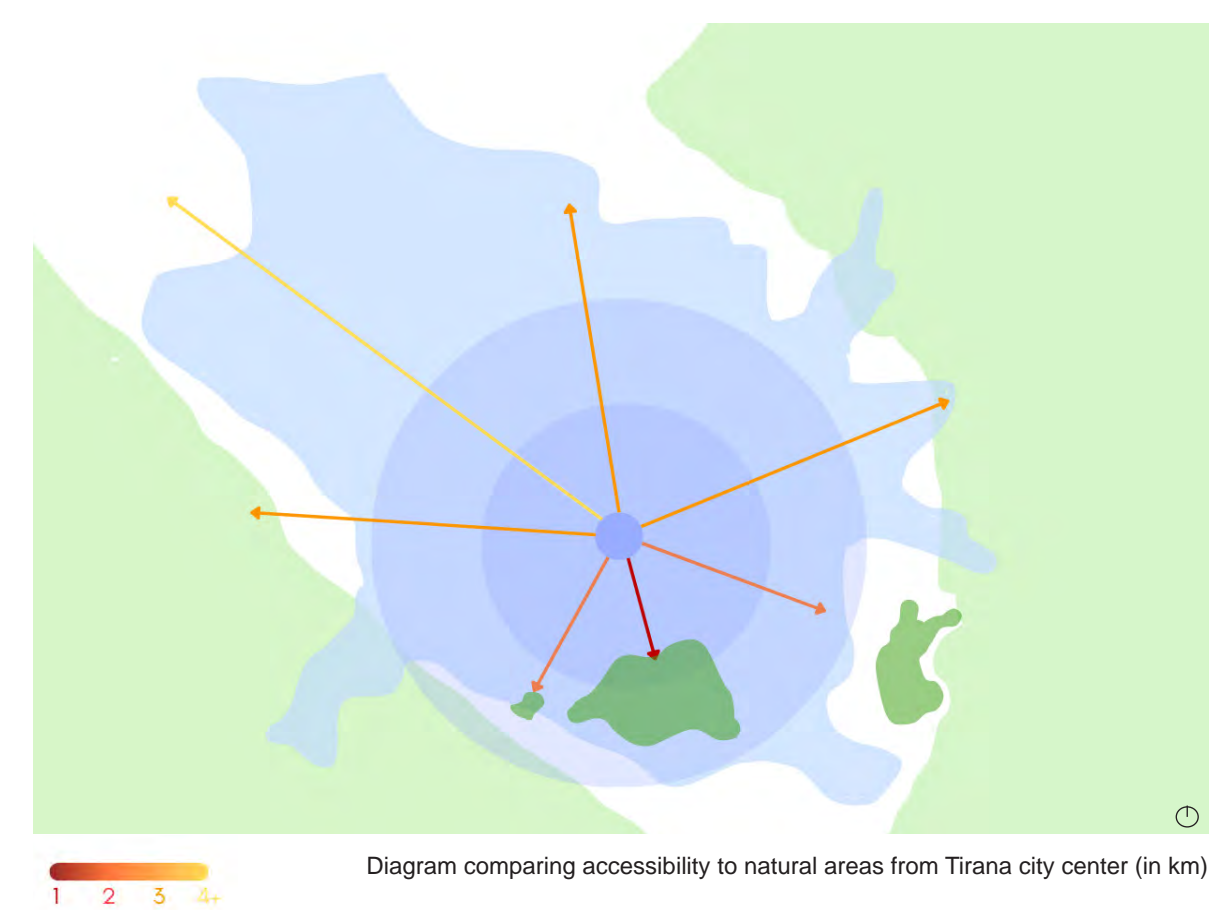 Diagram comparing accessibility to natural areas from Tirana city center (in km)
1 2 3 4+